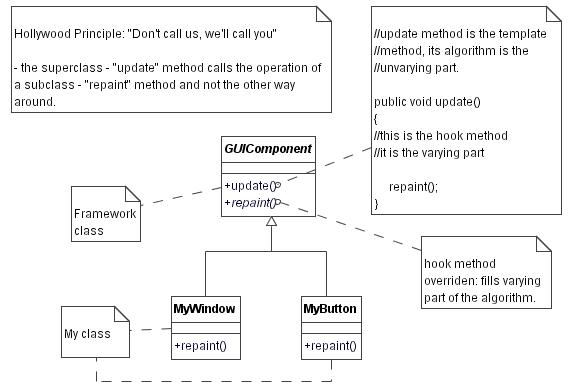 Hollywood Principle: "Don't call us, we'll call you"
- the superclass - "update" method calls the operation of
a subclass - "repaint" method and not the other way
around.
//update method is the template
//method, its algorithm is the
//unvarying part.
public void update()
{
//this is the hook method
//it is the varying part
repaint();
}
GUIComponent
+update()
+repaint()
Framework
class
hook method
overriden: fills varying
part of the algorithm.
My class
MyWindow
+repaint()
MyButton
+repaint()